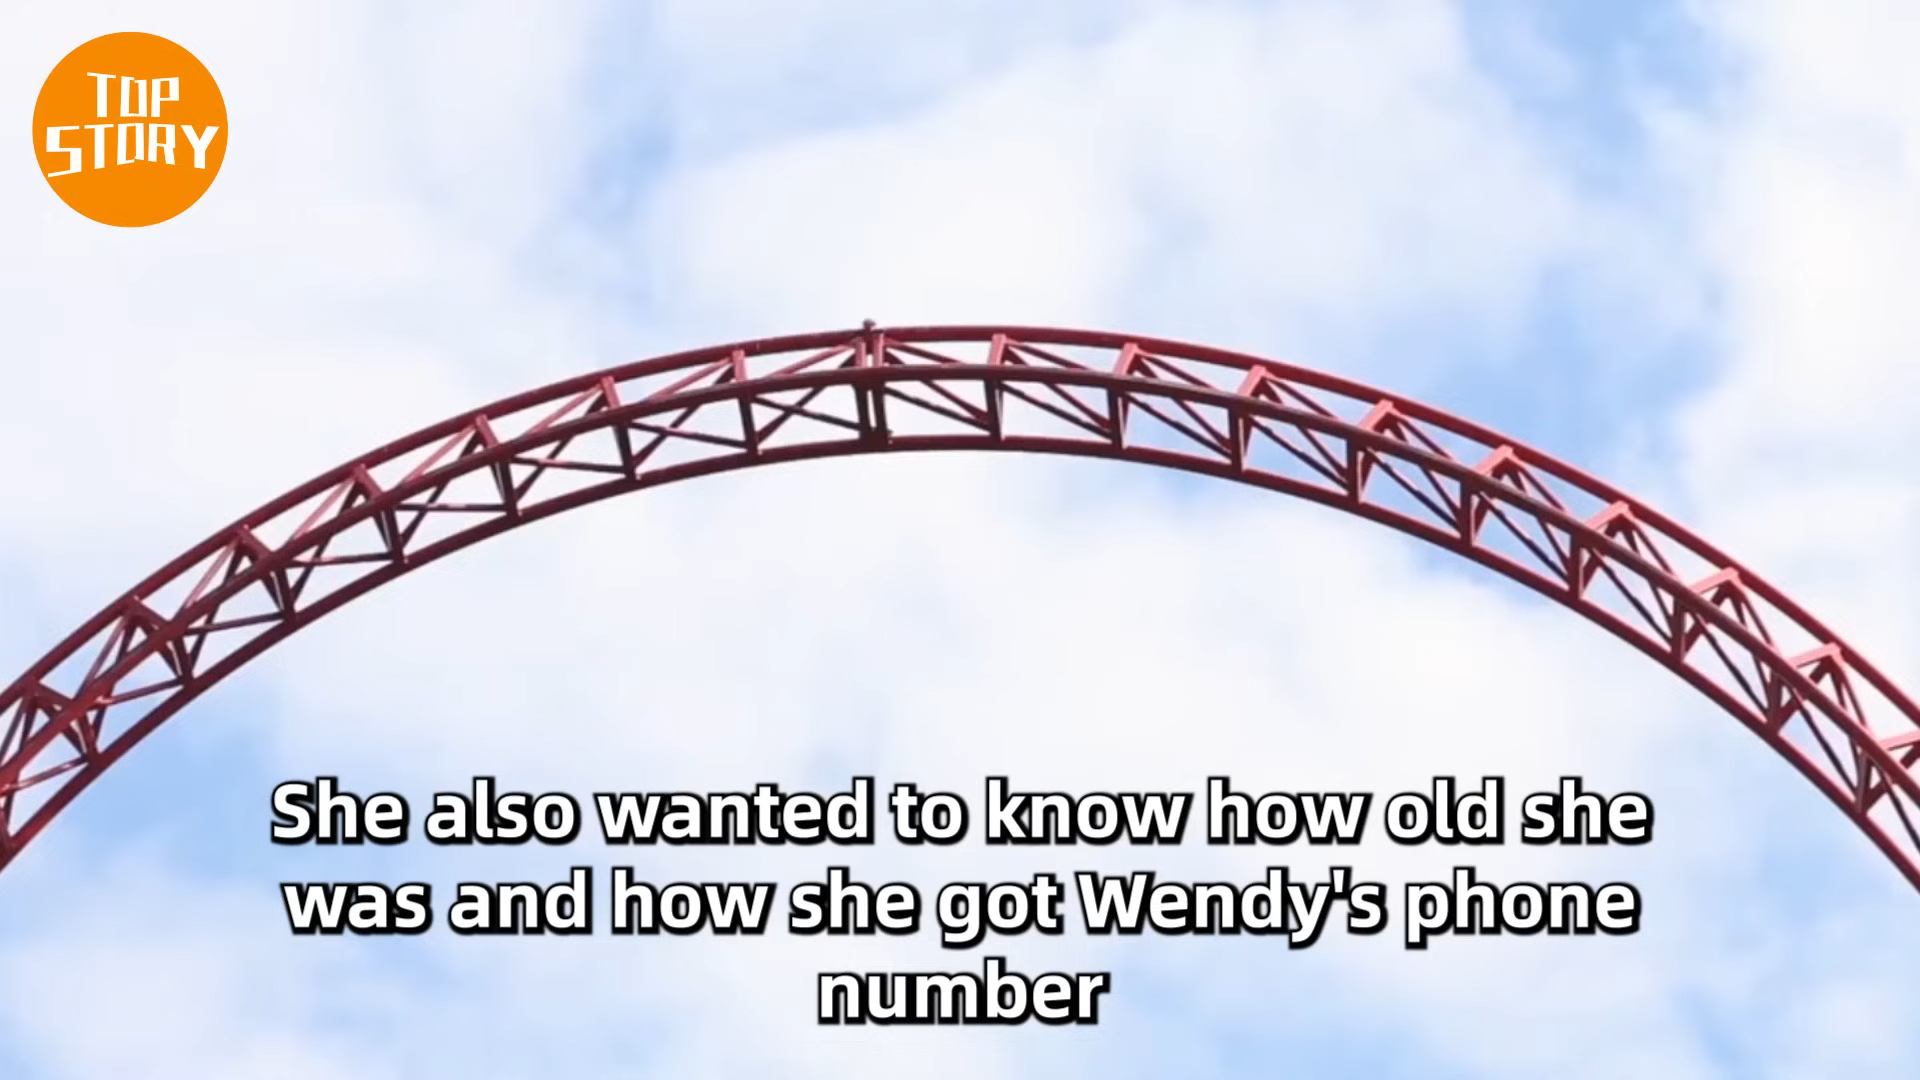 TOP
STORY
She also wanted to know how old she
was and how she got Wendy's phone
number